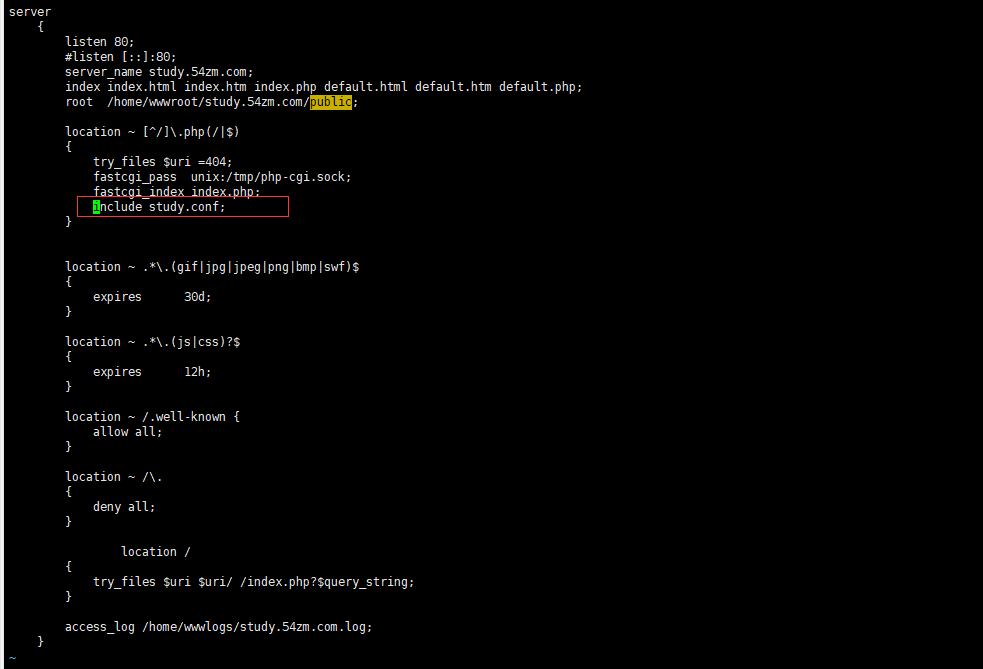 server
{
listen 80;
#listen [::]:80;
server_name study.54zm.com;
index index.html index.htm index.php default.html default.htm default.php;
root  /home/wwwroot/study.54zm.com/public;
location ~ [^/]\.php(/|$)
{
try_files $uri =404;
fastcgi_pass  unix:/tmp/php-cgi.sock;
fastcgi_index index.php;
include study.conf;
}
location ~ .*\.(gif|jpg|jpeg|png|bmp|swf)$
{
expires      30d;
}
location ~ .*\.(js|css)?$
{
expires      12h;
}
location ~ /.well-known {
allow all;
}
location ~ /\.
{
deny all;
}
location /
{
try_files $uri $uri/ /index.php?$query_string;
}
access_log /home/wwwlogs/study.54zm.com.log;
}
~